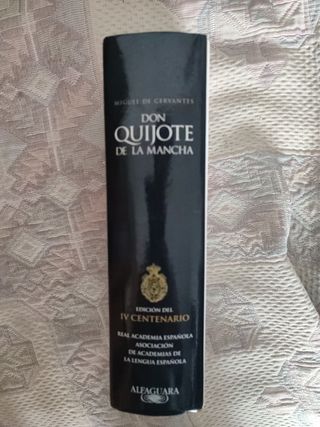 MIGUEL DE CERVANTES
DON
QUIJOTE
DE LA MANCHA
EDICIÓN DEL
IV CENTENARIO
REAL ACADEMIA ESPAÑOLA
ASOCIACIÓN
DE ACADEMIAS DE
LA LENGUA ESPAÑOLA
ALFAGUARA